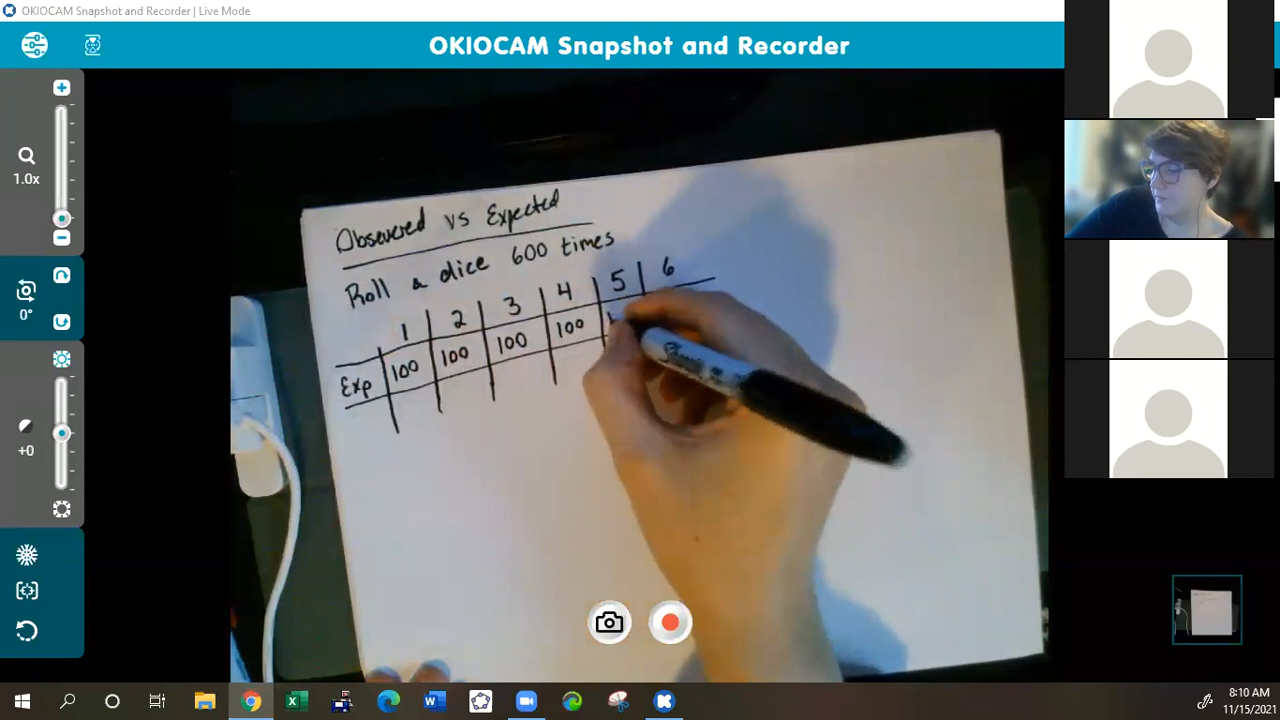 OKIOCAM Snapshot and Recorder | Live Mode
OKIOCAM Snapshot and Recorder
1.0x
0°
+0
Obsevered vs Expected
Roll a dice 600 times
1 2 3 4 5 6
Exp 100 100 100 100
8:10 AM
11/15/2021